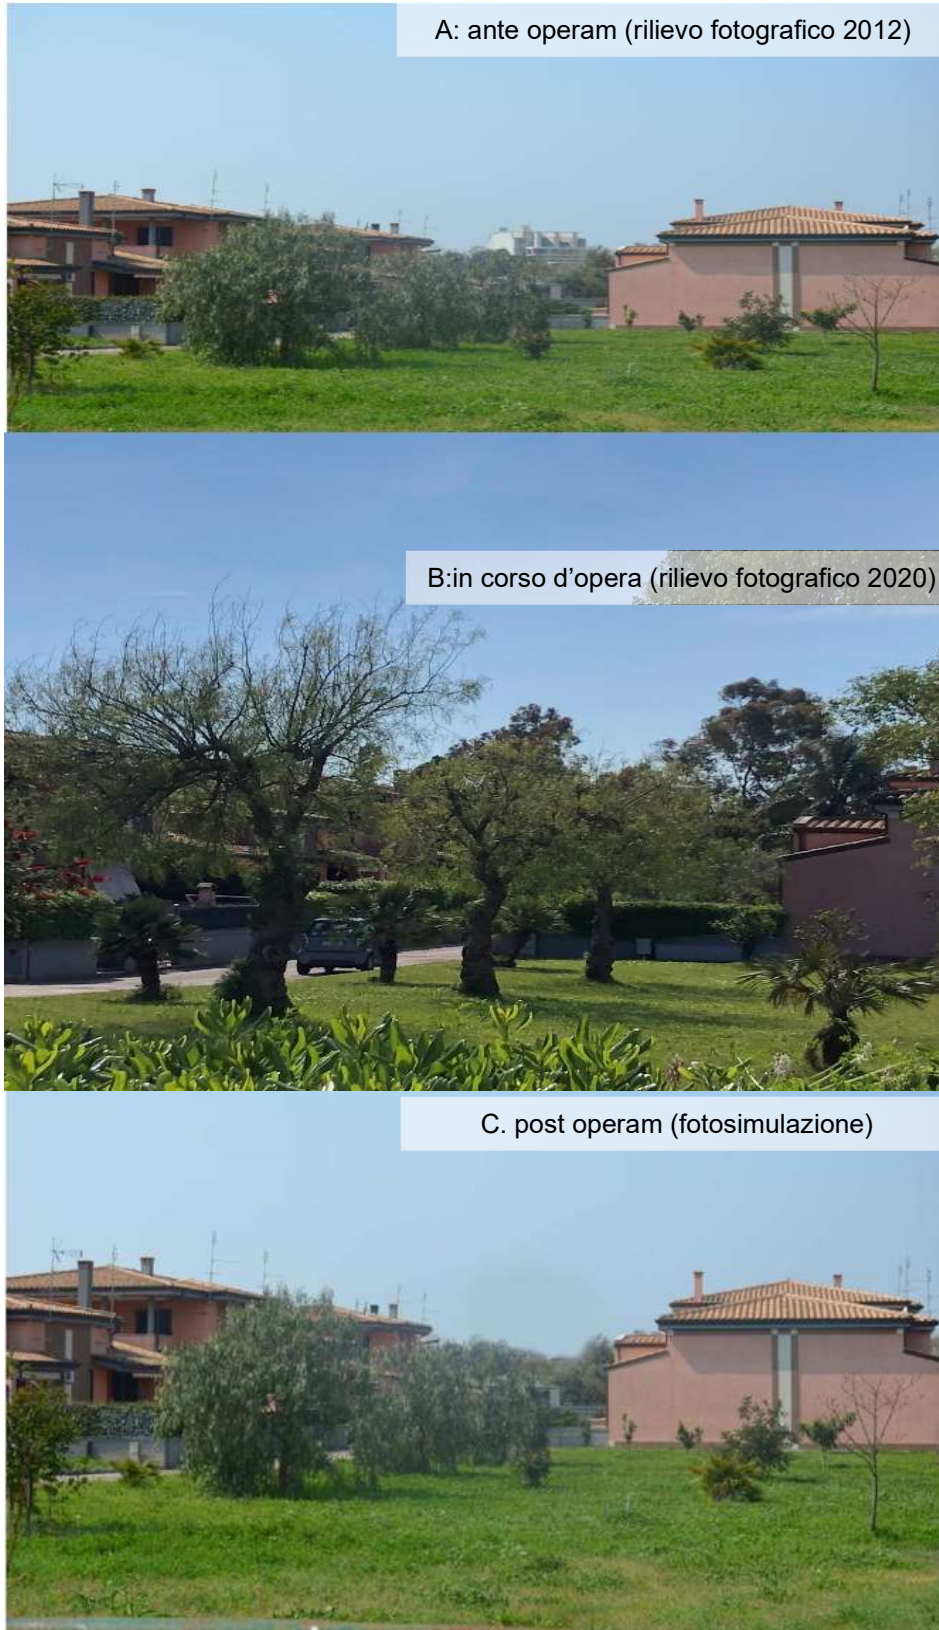 A: ante operam (rilievo fotografico 2012)
B:in corso d'opera (rilievo fotografico 2020)
C. post operam (fotosimulazione)